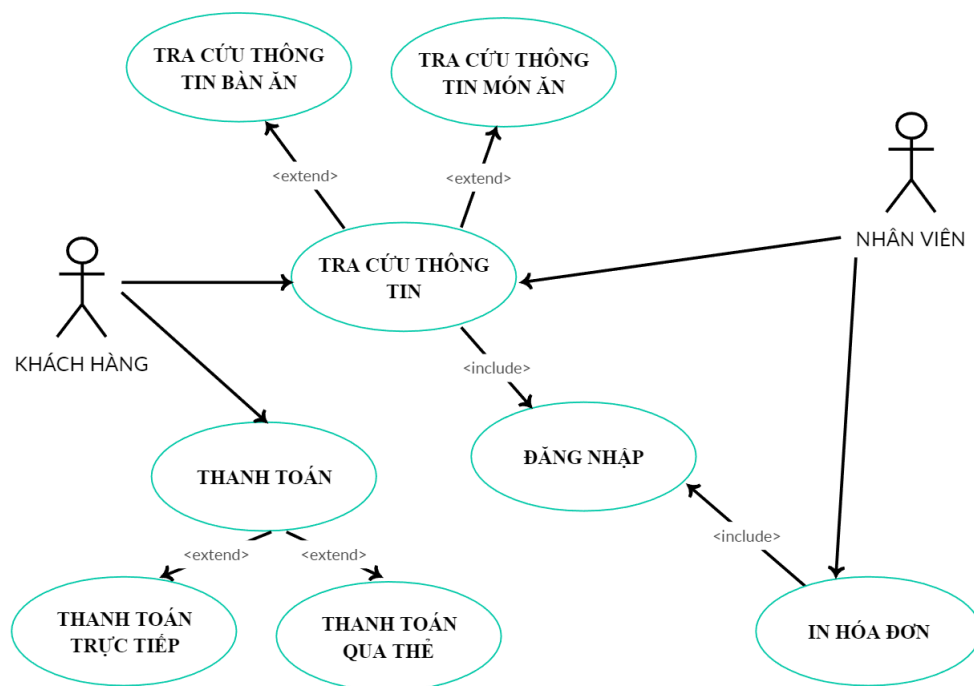 TRA CỨU THÔNG
TIN BÀN ĂN
TRA CỨU THÔNG
TIN MÓN ĂN
<extend>
<extend>
NHÂN VIÊN
TRA CỨU THÔNG
TIN
KHÁCH HÀNG
<include>
ĐĂNG NHẬP
THANH TOÁN
<include>
<extend>
<extend>
THANH TOÁN
TRỰC TIẾP
THANH TOÁN
QUA THẺ
IN HÓA ĐƠN